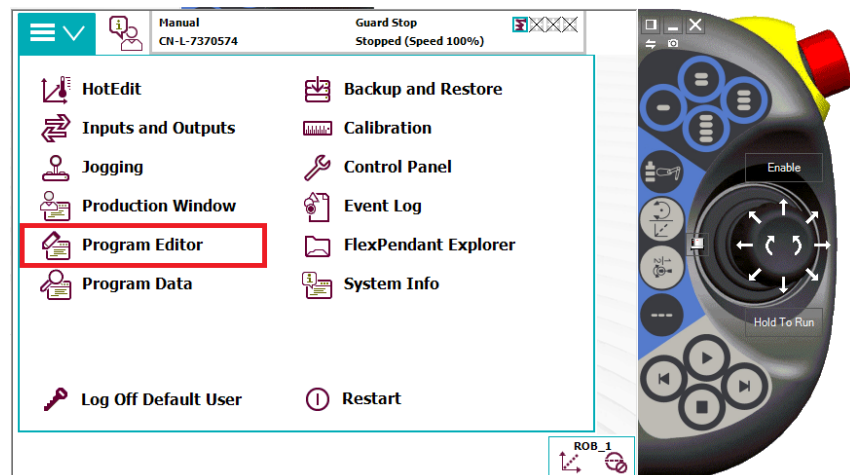 Manual
CN-L-7370574
Guard Stop
Stopped (Speed 100%)
HotEdit
Backup and Restore
Inputs and Outputs
Calibration
Jogging
Control Panel
Production Window
Event Log
Program Editor
FlexPendant Explorer
Program Data
System Info
Log Off Default User
Restart
ROB_1
Enable
Hold To Run